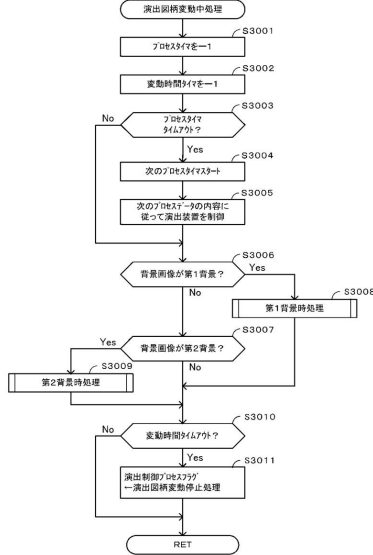 演出図柄変動中処理
S3001
プロセスタイマを−1
S3002
変動時間タイマを−1
S3003
プロセスタイマ
タイムアウト?
No
Yes
S3004
次のプロセスタイマスタート
S3005
次のプロセスデータの内容に
従って演出装置を制御
S3006
背景画像が第1背景?
Yes
No
S3008
第1背景時処理
S3007
背景画像が第2背景?
Yes
No
S3009
第2背景時処理
S3010
変動時間タイムアウト?
No
Yes
S3011
演出制御プロセスフラグ
←演出図柄変動停止処理
RET